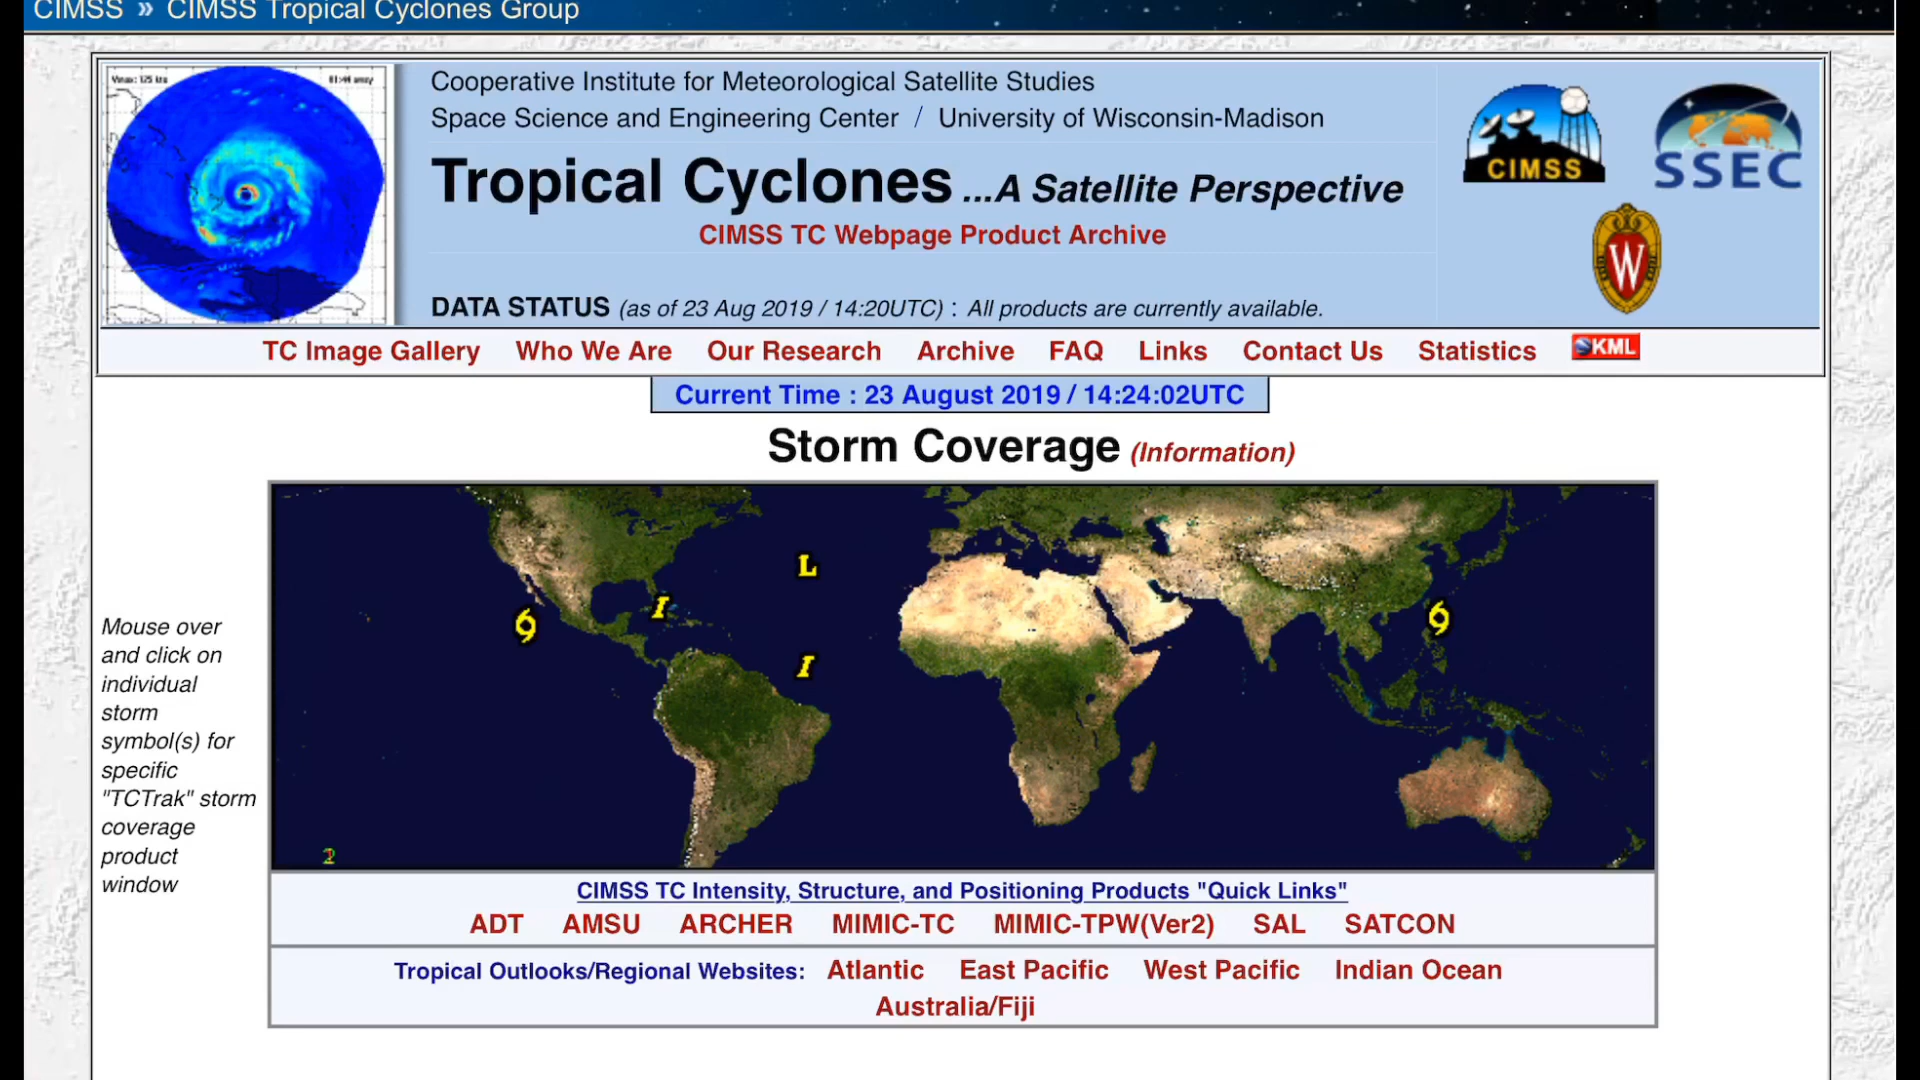 CIMSS » CIMSS Tropical Cyclones Group
Vmax: 125 kts
Cooperative Institute for Meteorological Satellite Studies
Space Science and Engineering Center / University of Wisconsin-Madison
Tropical Cyclones ...A Satellite Perspective
CIMSS TC Webpage Product Archive
DATA STATUS (as of 23 Aug 2019 / 14:20UTC) : All products are currently available.
CIMSS
SSEC
W
TC Image Gallery Who We Are Our Research Archive FAQ Links Contact Us Statistics KML
Current Time : 23 August 2019 / 14:24:02UTC
Storm Coverage (Information)
L
I
I
Mouse over
and click on
individual
storm
symbol(s) for
specific
"TCTrak" storm
coverage
product
window
2
CIMSS TC Intensity, Structure, and Positioning Products "Quick Links"
ADT AMSU ARCHER MIMIC-TC MIMIC-TPW(Ver2) SAL SATCON
Tropical Outlooks/Regional Websites: Atlantic East Pacific West Pacific Indian Ocean
Australia/Fiji